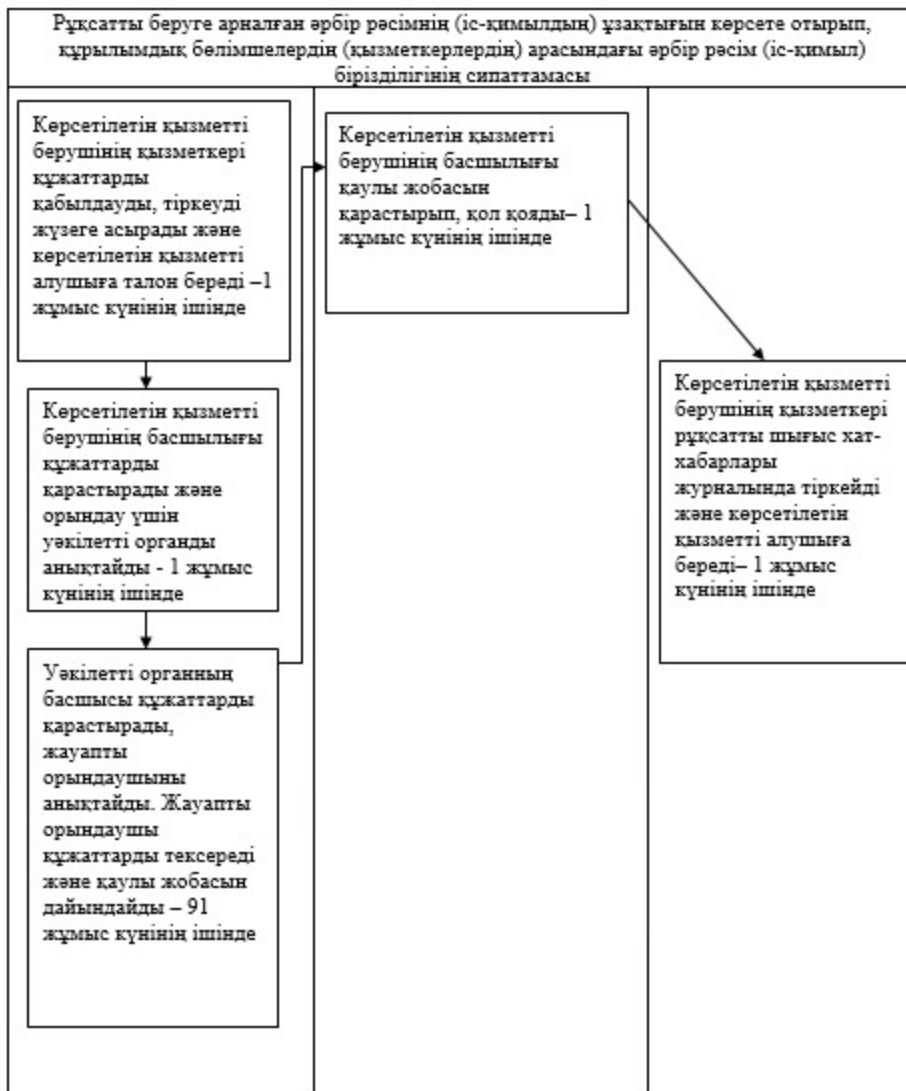 Рұқсатты беруге арналған әрбір рәсімнің (іс-қимылдың) ұзақтығын көрсете отырып,
құрылымдық бөлімшелердің (қызметкерлердің) арасындағы әрбір рәсім (іс-қимыл)
бірізділігінің сипаттамасы
Көрсетілетін қызметті
берушінің қызметкері
құжаттарды
қабылдауды, тіркеуді
жүзеге асырады және
көрсетілетін қызметті
алушыға талон береді –1
жұмыс күнінің ішінде
Көрсетілетін қызметті
берушінің басшылығы
құжаттарды
қарастырады және
орындау үшін
уәкілетті органды
анықтайды - 1 жұмыс
күнінің ішінде
Уәкілетті органның
басшысы құжаттарды
қарастырады,
жауапты
орындаушыны
анықтайды. Жауапты
орындаушы
құжаттарды тексереді
және қаулы жобасын
дайындайды – 91
жұмыс күнінің ішінде
Көрсетілетін қызметті
берушінің басшылығы
қаулы жобасын
қарастырып, қол қояды– 1
жұмыс күнінің ішінде
Көрсетілетін қызметті
берушінің қызметкері
рұқсатты шығыс хат-
хабарлары
журналында тіркейді
және көрсетілетін
қызметті алушыға
береді– 1 жұмыс
күнінің ішінде